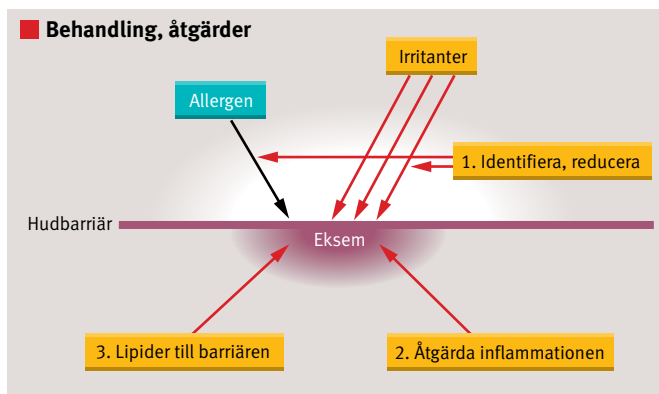 Behandling, åtgärder
Irritanter
Allergen
1. Identifiera, reducera
Hudbarriär
Eksem
3. Lipider till barriären
2. Åtgärda inflammationen